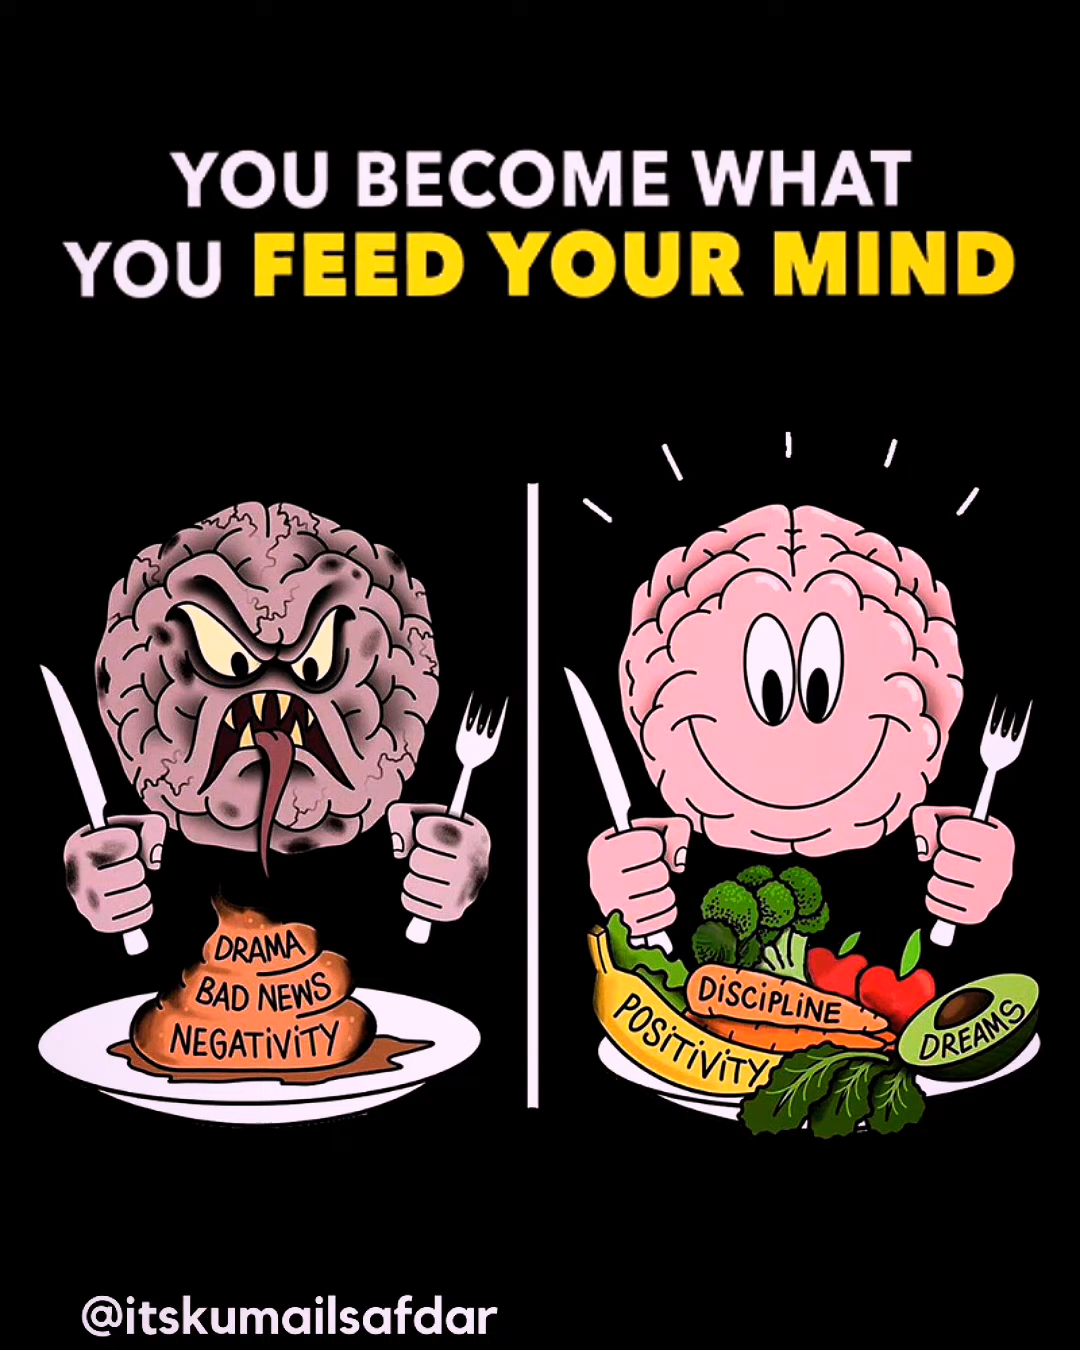 YOU BECOME WHAT
YOU FEED YOUR MIND
DRAMA
BAD NEWS
NEGATIVITY
DISCIPLINE
POSITIVITY
DREAMS
@itskumailsafdar